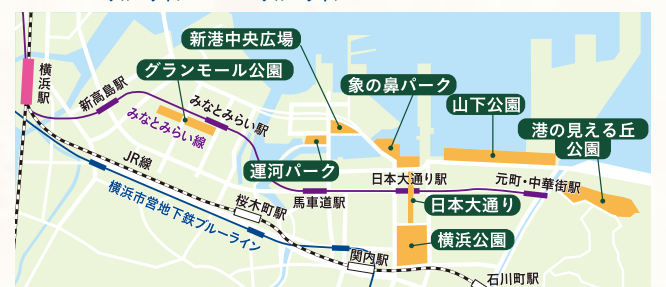 新港中央広場
グランモール公園
横浜駅
新高島駅
みなとみらい駅
みなとみらい線
象の鼻パーク
山下公園
港の見える丘
公園
運河パーク
JR線
馬車道駅
日本大通り駅
元町・中華街駅
横浜市営地下鉄ブルーライン
桜木町駅
日本大通り
横浜公園
関内駅
石川町駅